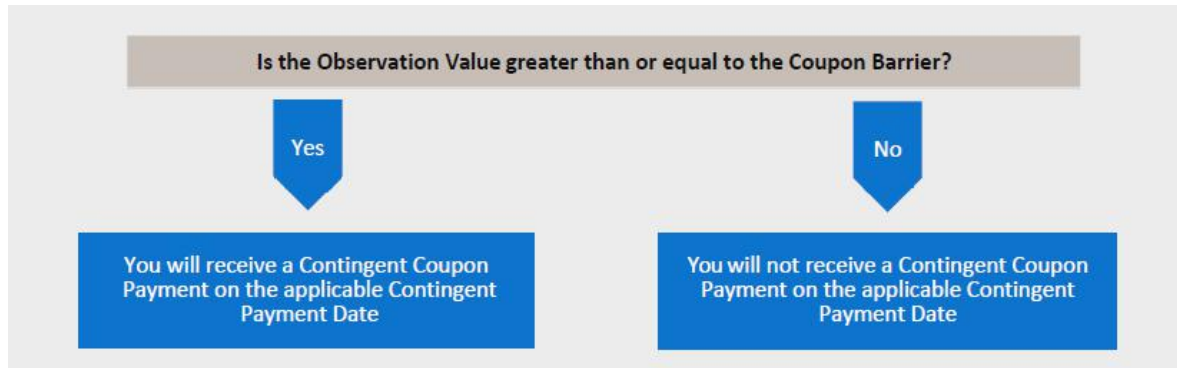 Is the Observation Value greater than or equal to the Coupon Barrier?
Yes
No
You will receive a Contingent Coupon
Payment on the applicable Contingent
Payment Date
You will not receive a Contingent Coupon
Payment on the applicable Contingent
Payment Date